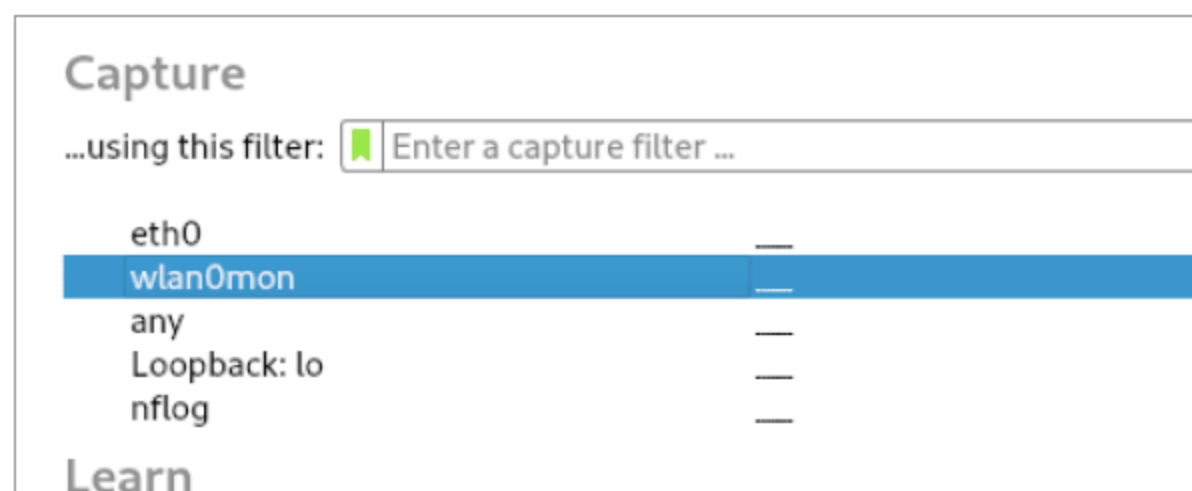 Capture
...using this filter: Enter a capture filter ...
eth0
wlan0mon
any
Loopback: lo
nflog
Learn